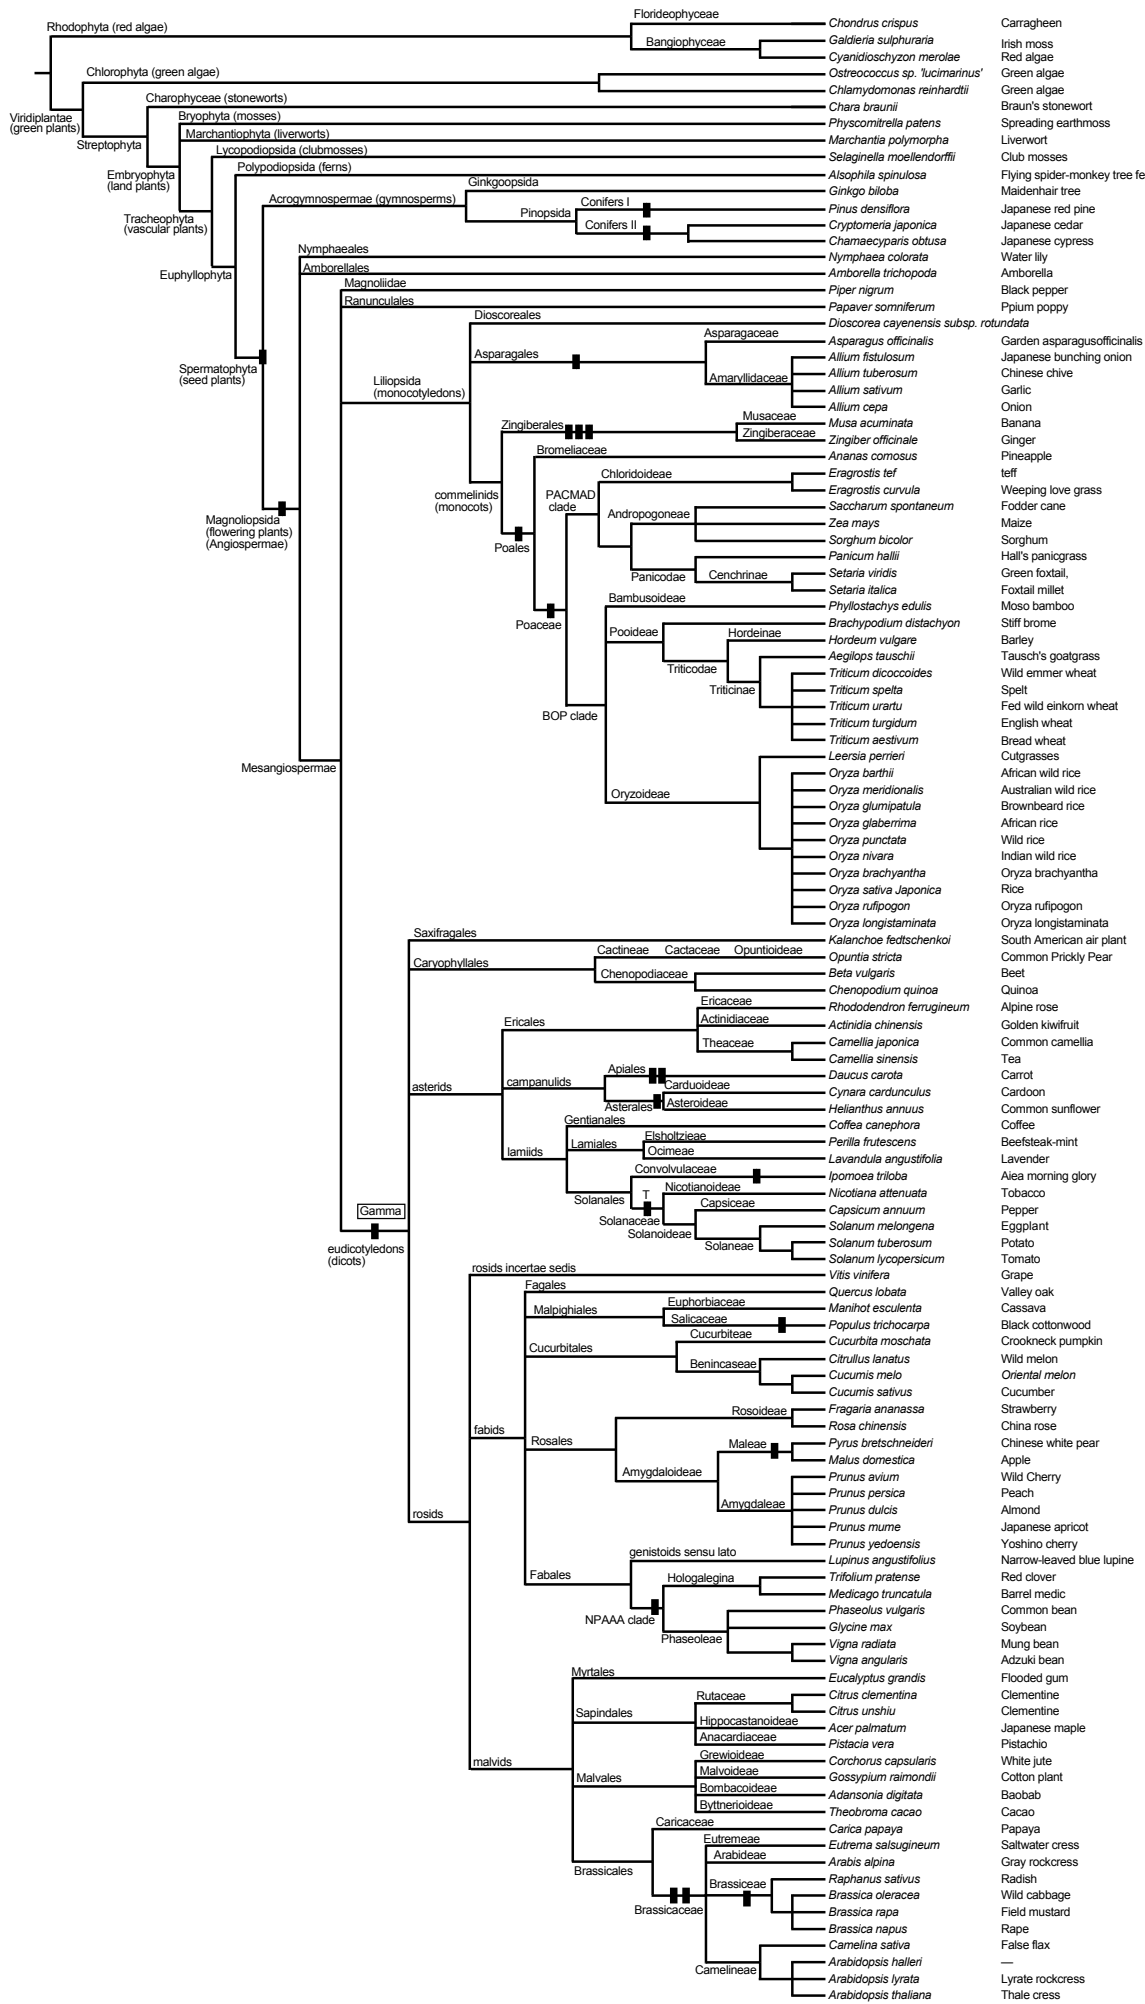 Florideophyceae
Rhodophyta (red algae)
Chondrus crispus Carragheen
Bangiophyceae
Galdieria sulphuraria Irish moss
Cyanidioschyzon merolae Red algae
Chlorophyta (green algae)
Ostreococcus sp. 'lucimarinus' Green algae
Chlamydomonas reinhardtii Green algae
Charophyceae (stoneworts)
Chara braunii Braun's stonewort
Viridiplantae
(green plants)
Bryophyta (mosses)
Physcomitrella patens Spreading earthmoss
Streptophyta
Marchantiophyta (liverworts)
Marchantia polymorpha Liverwort
Lycopodiopsida (clubmosses)
Selaginella moellendorffii Club mosses
Embryophyta
(land plants)
Polypodiopsida (ferns)
Alsophila spinulosa Flying spider-monkey tree fe
Ginkgoopsida
Ginkgo biloba Maidenhair tree
Acrogymnospermae (gymnosperms)
Conifers I
Pinus densiflora Japanese red pine
Pinopsida
Tracheophyta
(vascular plants)
Conifers II
Cryptomeria japonica Japanese cedar
Chamaecyparis obtusa Japanese cypress
Nymphaeales
Nymphaea colorata Water lily
Euphyllophyta
Amborellales
Amborella trichopoda Amborella
Magnoliidae
Piper nigrum Black pepper
Ranunculales
Papaver somniferum Ppium poppy
Dioscoreales
Dioscorea cayenensis subsp. rotundata
Asparagaceae
Asparagus officinalis Garden asparagusofficinalis
Asparagales
Allium fistulosum Japanese bunching onion
Spermatophyta
(seed plants)
Allium tuberosum Chinese chive
Liliopsida
(monocotyledons)
Amaryllidaceae
Allium sativum Garlic
Allium cepa Onion
Musaceae
Musa acuminata Banana
Zingiberales
Zingiberaceae
Zingiber officinale Ginger
Bromeliaceae
Ananas comosus Pineapple
Chloridoideae
Eragrostis tef teff
commelinids
(monocots)
PACMAD
clade
Eragrostis curvula Weeping love grass
Andropogoneae
Saccharum spontaneum Fodder cane
Magnoliopsida
(flowering plants)
(Angiospermae)
Zea mays Maize
Sorghum bicolor Sorghum
Poales
Panicum hallii Hall's panicgrass
Panicodae
Cenchrinae
Setaria viridis Green foxtail,
Setaria italica Foxtail millet
Bambusoideae
Phyllostachys edulis Moso bamboo
Poaceae
Brachypodium distachyon Stiff brome
Pooideae
Hordeinae
Hordeum vulgare Barley
Aegilops tauschii Tausch's goatgrass
Triticodae
Triticum dicoccoides Wild emmer wheat
Triticinae
Triticum spelta Spelt
Triticum urartu Fed wild einkorn wheat
BOP clade
Triticum turgidum English wheat
Triticum aestivum Bread wheat
Leersia perrieri Cutgrasses
Mesangiospermae
Oryza barthii African wild rice
Oryza meridionalis Australian wild rice
Oryzoideae
Oryza glumipatula Brownbeard rice
Oryza glaberrima African rice
Oryza punctata Wild rice
Oryza nivara Indian wild rice
Oryza brachyantha Oryza brachyantha
Oryza sativa Japonica Rice
Oryza rufipogon Oryza rufipogon
Oryza longistaminata Oryza longistaminata
Saxifragales
Kalanchoe fedtschenkoi South American air plant
Cactineae Cactaceae Opuntioideae
Opuntia stricta Common Prickly Pear
Caryophyllales
Chenopodiaceae
Beta vulgaris Beet
Chenopodium quinoa Quinoa
Ericaceae
Rhododendron ferrugineum Alpine rose
Ericales
Actinidiaceae
Actinidia chinensis Golden kiwifruit
Theaceae
Camellia japonica Common camellia
Camellia sinensis Tea
Apiales
Daucus carota Carrot
asterids
campanulids
Carduoideae
Cynara cardunculus Cardoon
Asterales
Asteroideae
Helianthus annuus Common sunflower
Gentianales
Coffea canephora Coffee
Elsholtzieae
Perilla frutescens Beefsteak-mint
lamiids
Lamiales
Ocimeae
Lavandula angustifolia Lavender
Convolvulaceae
Ipomoea triloba Aiea morning glory
Solanales
T
Nicotianoideae
Nicotiana attenuata Tobacco
Capsiceae
Capsicum annuum Pepper
Gamma
Solanaceae
Solanoideae
Solanum melongena Eggplant
Solaneae
Solanum tuberosum Potato
eudicotyledons
(dicots)
Solanum lycopersicum Tomato
rosids incertae sedis
Vitis vinifera Grape
Fagales
Quercus lobata Valley oak
Malpighiales
Euphorbiaceae
Manihot esculenta Cassava
Salicaceae
Populus trichocarpa Black cottonwood
Cucurbiteae
Cucurbita moschata Crookneck pumpkin
Cucurbitales
Benincaseae
Citrullus lanatus Wild melon
Cucumis melo Oriental melon
Cucumis sativus Cucumber
Rosoideae
Fragaria ananassa Strawberry
fabids
Rosa chinensis China rose
Rosales
Maleae
Pyrus bretschneideri Chinese white pear
Malus domestica Apple
Amygdaloideae
Prunus avium Wild Cherry
Prunus persica Peach
Amygdaleae
Prunus dulcis Almond
rosids
Prunus mume Japanese apricot
Prunus yedoensis Yoshino cherry
genistoids sensu lato
Lupinus angustifolius Narrow-leaved blue lupine
Fabales
Hologalegina
Trifolium pratense Red clover
Medicago truncatula Barrel medic
NPAAA clade
Phaseolus vulgaris Common bean
Phaseoleae
Glycine max Soybean
Vigna radiata Mung bean
Vigna angularis Adzuki bean
Myrtales
Eucalyptus grandis Flooded gum
Rutaceae
Citrus clementina Clementine
Sapindales
Citrus unshiu Clementine
Hippocastanoideae
Acer palmatum Japanese maple
Anacardiaceae
Pistacia vera Pistachio
malvids
Grewioideae
Corchorus capsularis White jute
Malvales
Malvoideae
Gossypium raimondii Cotton plant
Bombacoideae
Adansonia digitata Baobab
Byttnerioideae
Theobroma cacao Cacao
Caricaceae
Carica papaya Papaya
Eutremeae
Eutrema salsugineum Saltwater cress
Brassicales
Arabideae
Arabis alpina Gray rockcress
Brassiceae
Raphanus sativus Radish
Brassica oleracea Wild cabbage
Brassicaceae
Brassica rapa Field mustard
Brassica napus Rape
Camelina sativa False flax
Camelineae
Arabidopsis halleri —
Arabidopsis lyrata Lyrate rockcress
Arabidopsis thaliana Thale cress